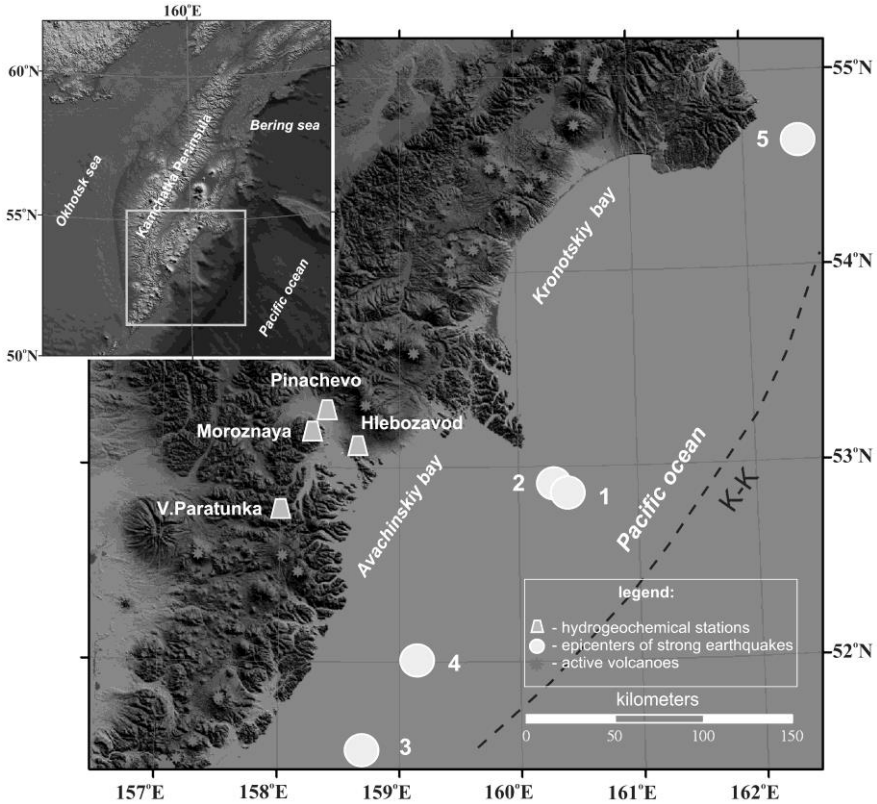 160°E
60°N
55°N
50°N
Okhotsk sea
Kamchatka Peninsula
Bering sea
Pacific ocean
55°N
54°N
53°N
52°N
5
Kronotskiy bay
Pinachevo
Moroznaya
Hlebozavod
V.Paratunka
Avachinskiy bay
2
1
Pacific ocean
K-K
4
3
legend:
- hydrogeochemical stations
- epicenters of strong earthquakes
- active volcanoes
kilometers
0 50 100 150
157°E 158°E 159°E 160°E 161°E 162°E